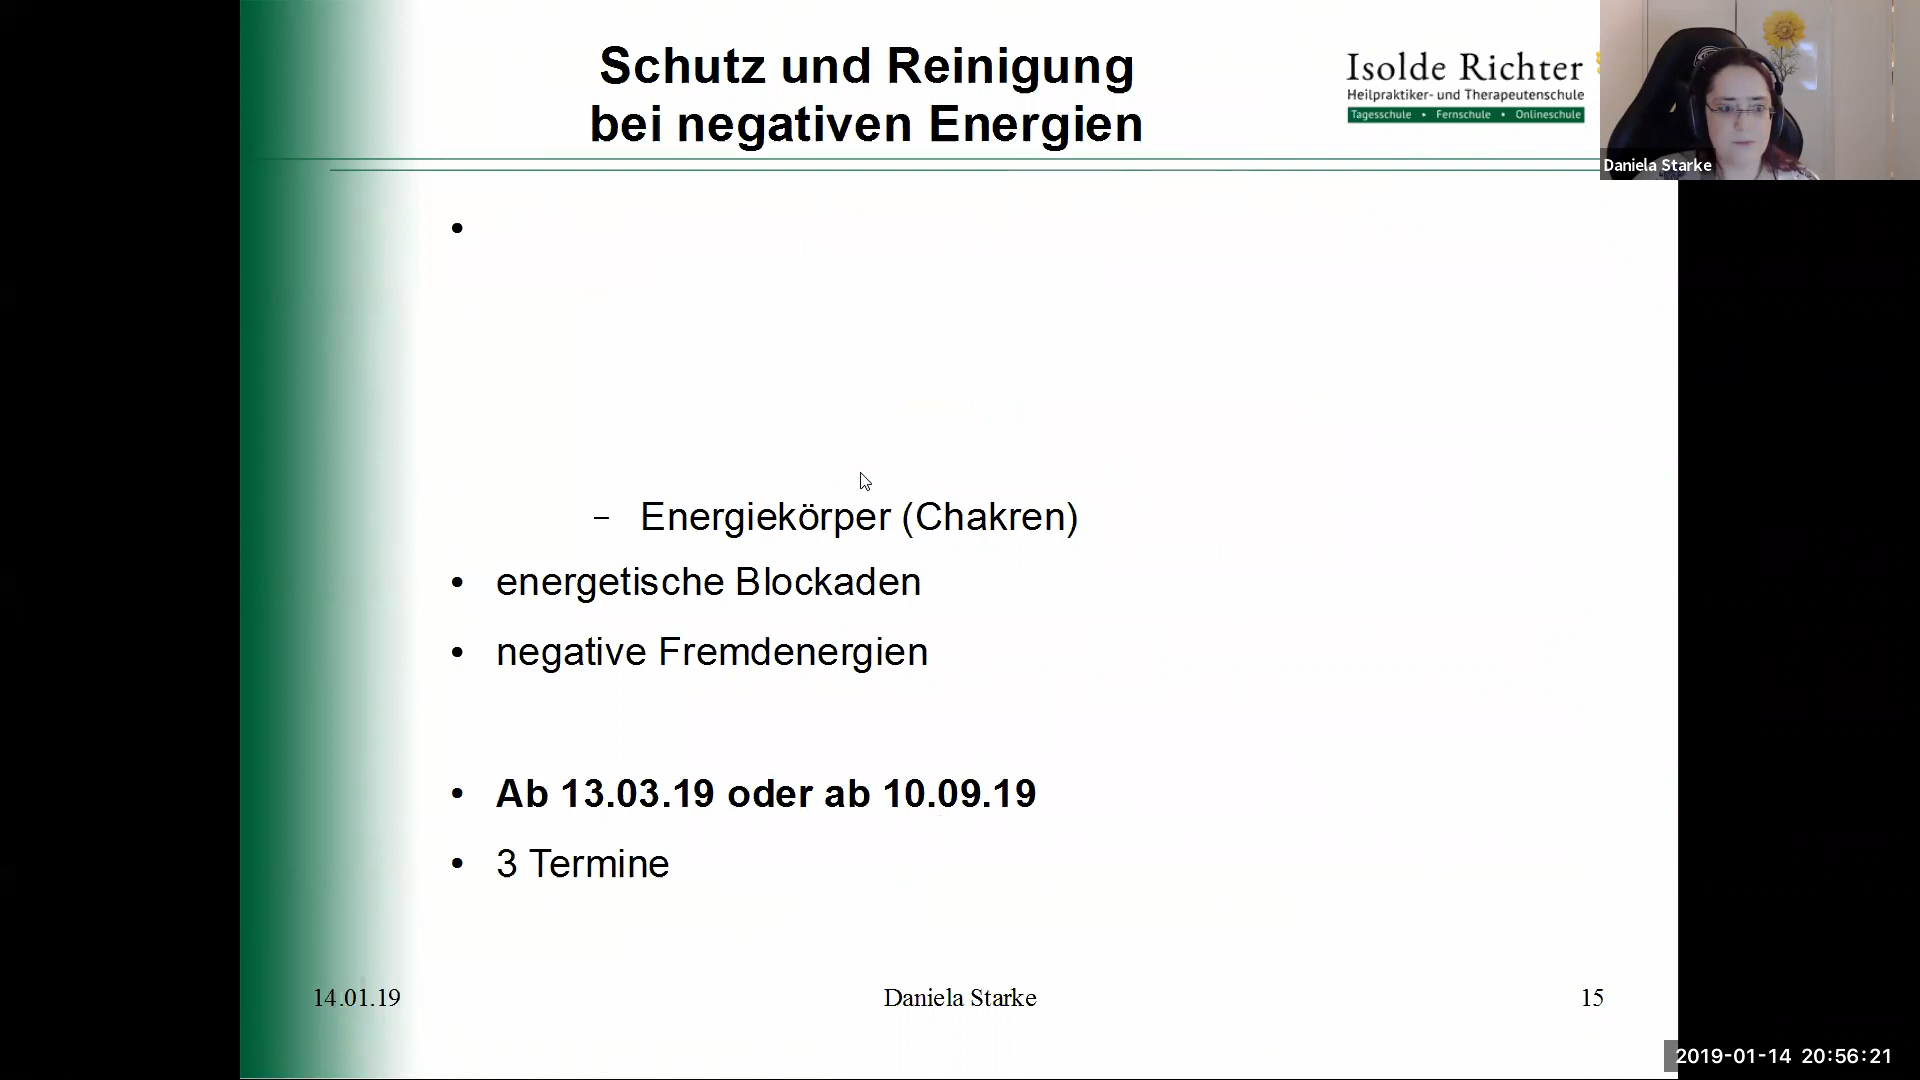 Schutz und Reinigung
bei negativen Energien
Isolde Richter
Heilpraktiker- und Therapeutenschule
Tagesschule • Fernschule • Onlineschule
Daniela Starke
•
– Energiekörper (Chakren)
• energetische Blockaden
• negative Fremdenergien
• Ab 13.03.19 oder ab 10.09.19
• 3 Termine
14.01.19
Daniela Starke
15
2019-01-14 20:56:21